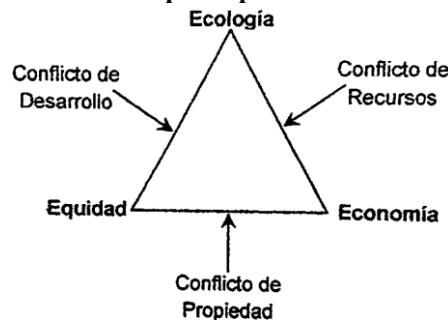 Ecología
Conflicto de
Desarrollo
Conflicto de
Recursos
Equidad
Economía
Conflicto de
Propiedad